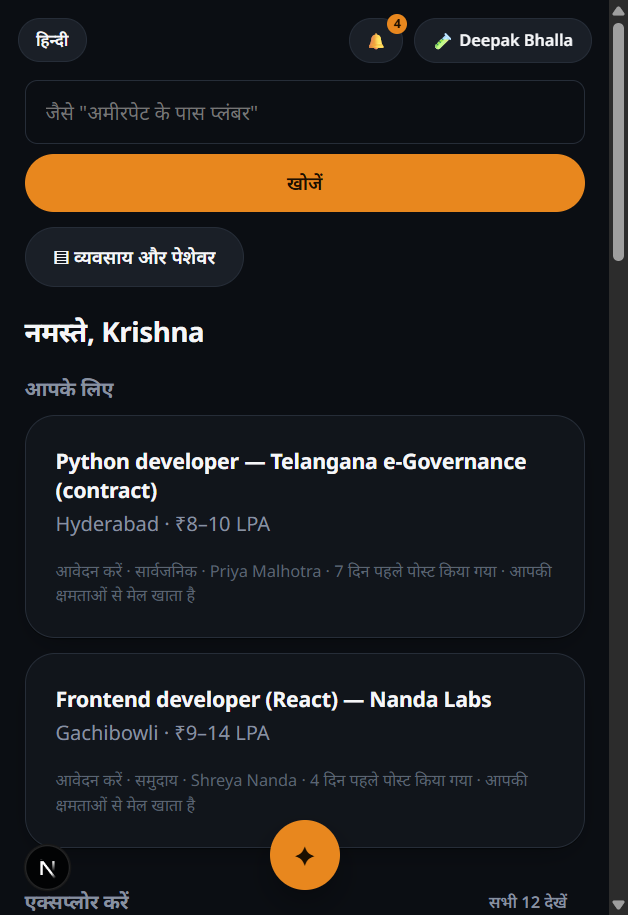 हिन्दी
4
Deepak Bhalla
जैसे "अमीरपेट के पास प्लंबर"
खोजें
व्यवसाय और पेशेवर
नमस्ते, Krishna
आपके लिए
Python developer — Telangana e-Governance
(contract)
Hyderabad · ₹8–10 LPA
आवेदन करें · सार्वजनिक · Priya Malhotra · 7 दिन पहले पोस्ट किया गया · आपकी
क्षमताओं से मेल खाता है
Frontend developer (React) — Nanda Labs
Gachibowli · ₹9–14 LPA
आवेदन करें · समुदाय · Shreya Nanda · 4 दिन पहले पोस्ट किया गया · आपकी
क्षमताओं से मेल खाता है
N
एक्सप्लोर करें
सभी 12 देखें